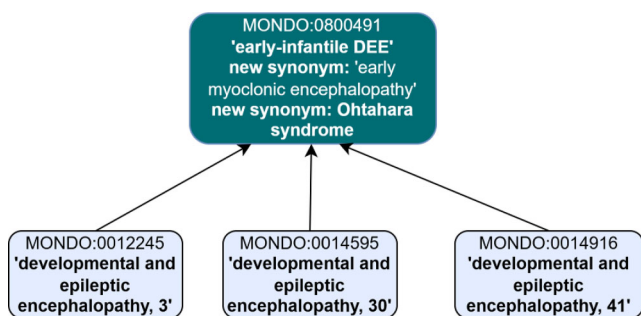 MONDO:0800491
'early-infantile DEE'
new synonym: 'early
myoclonic encephalopathy'
new synonym: Ohtahara
syndrome
MONDO:0012245
'developmental and
epileptic
encephalopathy, 3'
MONDO:0014595
'developmental and
epileptic
encephalopathy, 30'
MONDO:0014916
'developmental and
epileptic
encephalopathy, 41'